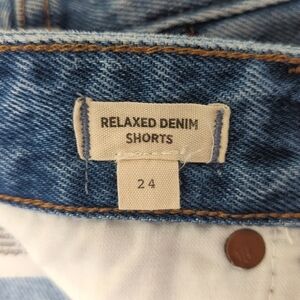 RELAXED DENIM
SHORTS
24